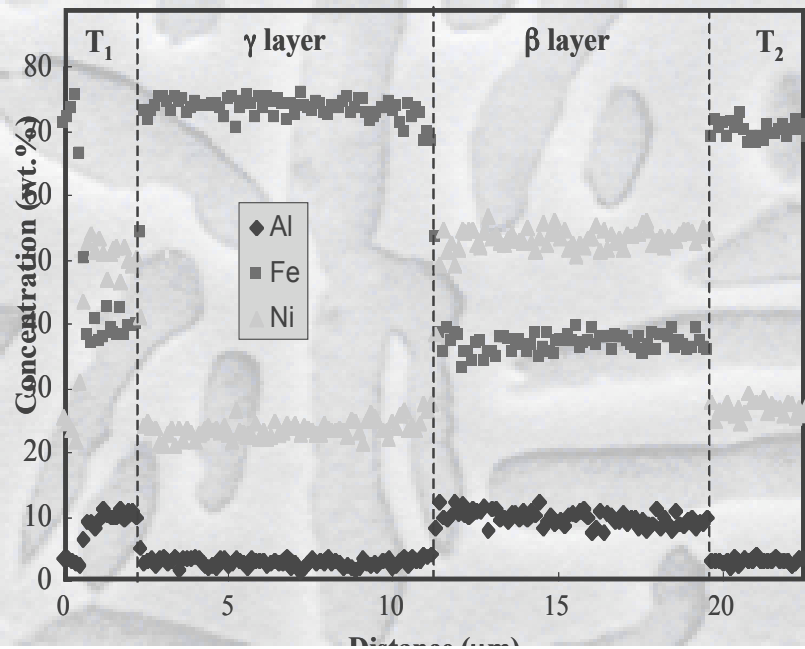 T₁ γ layer β layer T₂
80
70
60
50
40
30
20
10
0
Concentration (wt.%)
Al
Fe
Ni
0 5 10 15 20
Distance (μm)